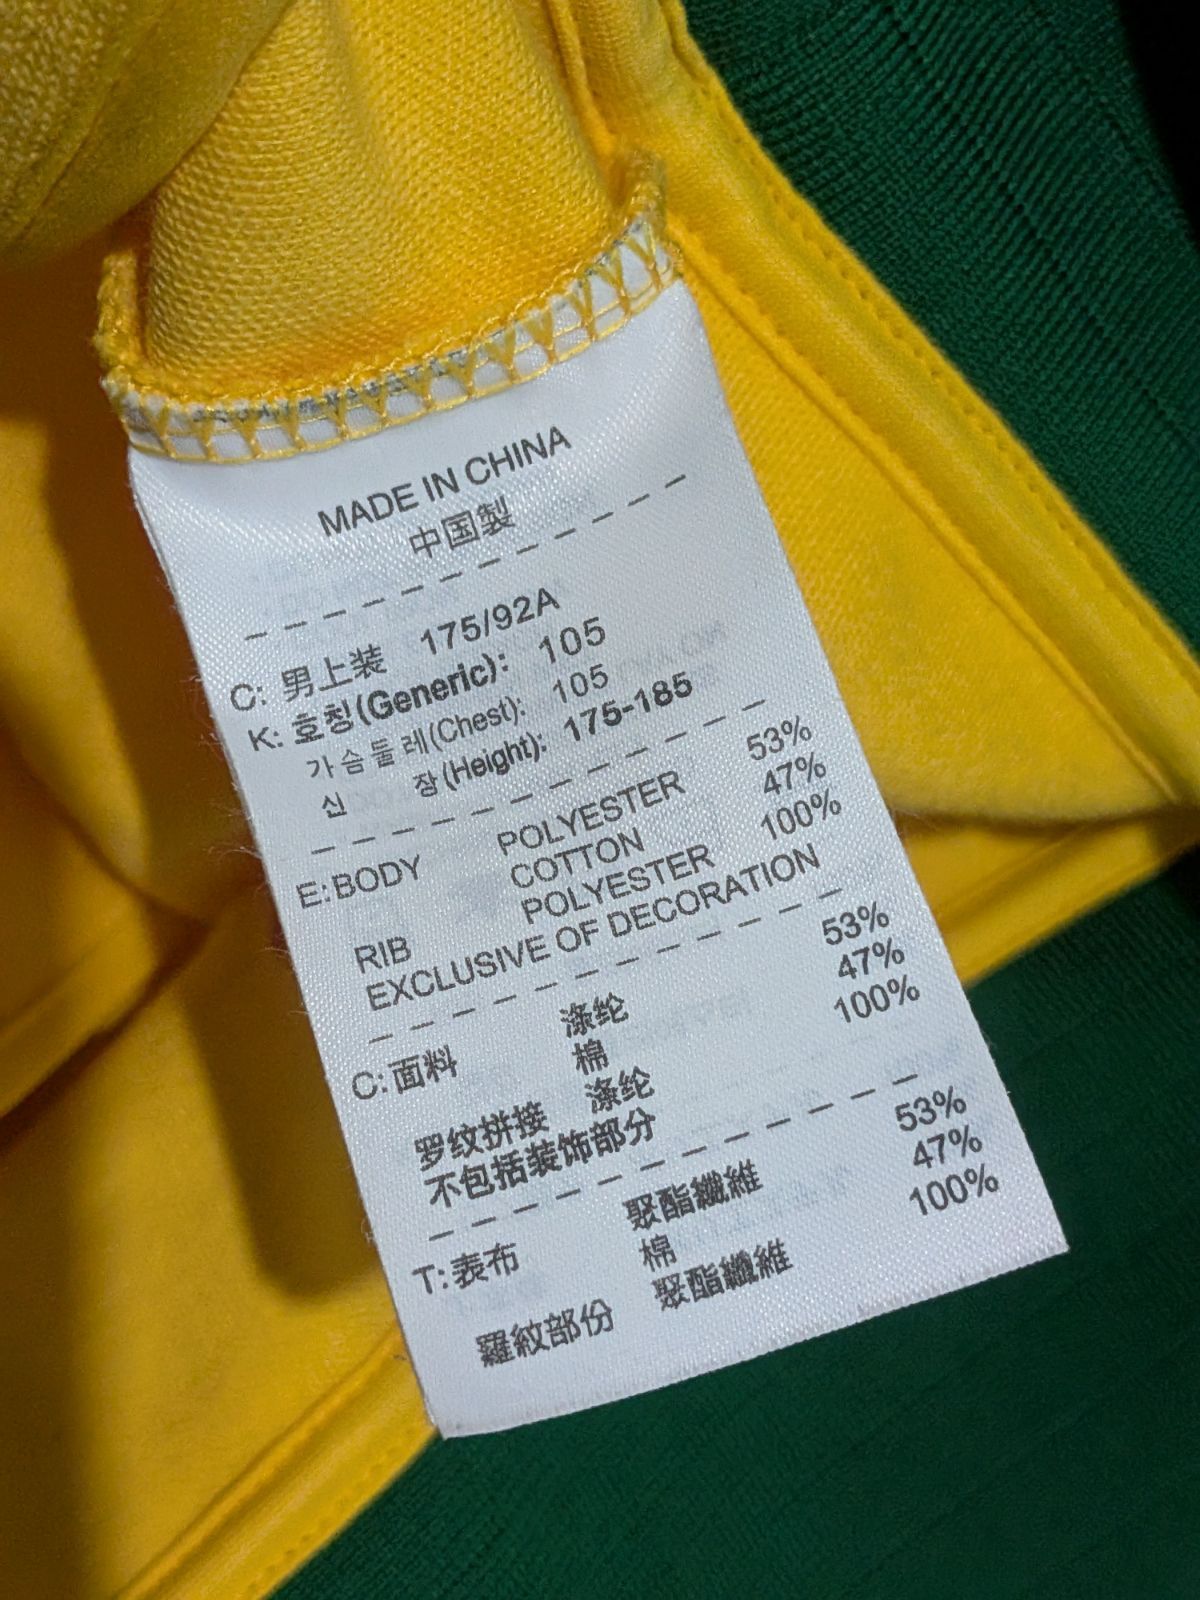 MADE IN CHINA
中国製
C: 男上装 175/92A
K: 호칭(Generic): 105
가슴둘레(Chest): 105
신 장(Height): 175-185
E: BODY POLYESTER 53%
COTTON 47%
RIB POLYESTER 100%
EXCLUSIVE OF DECORATION
C: 面料 涤纶 53%
棉 47%
罗纹拼接 涤纶 100%
不包括装饰部分
T: 表布 聚酯纖維 53%
棉 47%
羅紋部份 聚酯纖維 100%